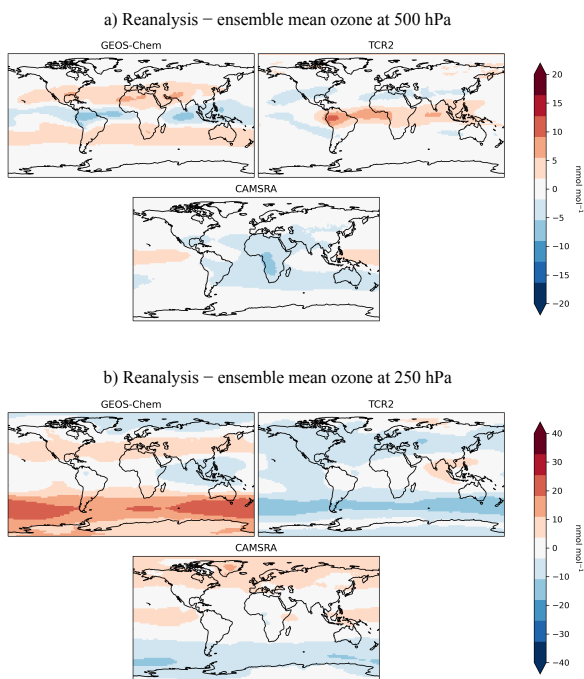 a) Reanalysis − ensemble mean ozone at 500 hPa
GEOS-Chem
TCR2
CAMSRA
20
15
10
5
0
−5
−10
−15
−20
nmol mol⁻¹
b) Reanalysis − ensemble mean ozone at 250 hPa
GEOS-Chem
TCR2
CAMSRA
40
30
20
10
0
−10
−20
−30
−40
nmol mol⁻¹